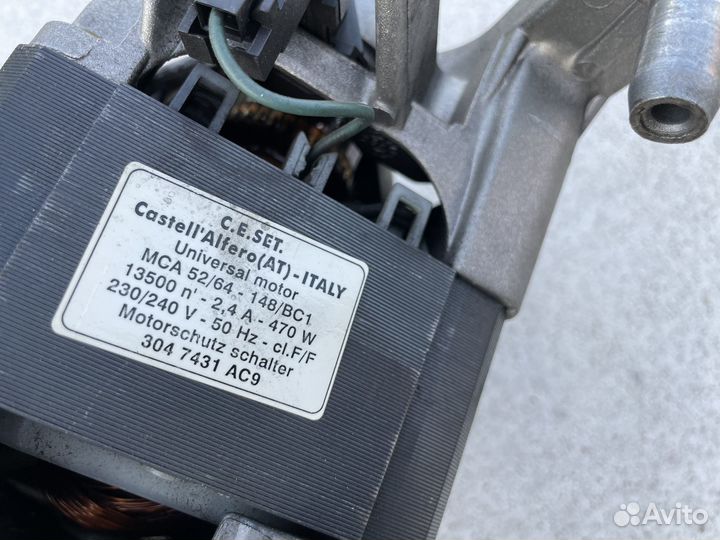 C.E.SET.
Castell'Alfero(AT)-ITALY
Universal motor
MCA 52/64 - 148/BC1
13500 n' - 2,4 A - 470 W
230/240 V - 50 Hz - cl.F/F
Motorschutz schalter
304 7431 AC9
Avito